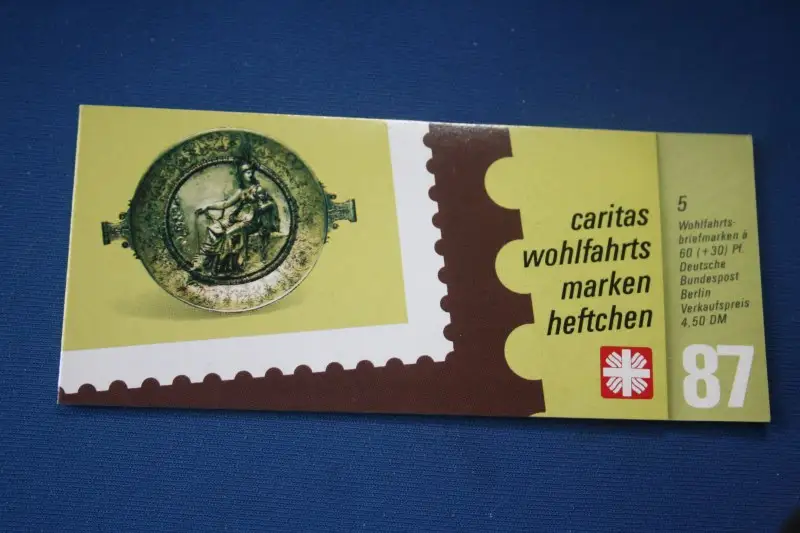 caritas
wohlfahrts
marken
heftchen
5
Wohlfahrts-
briefmarken à
60 (+30) Pf.
Deutsche
Bundespost
Berlin
Verkaufspreis
4,50 DM
87